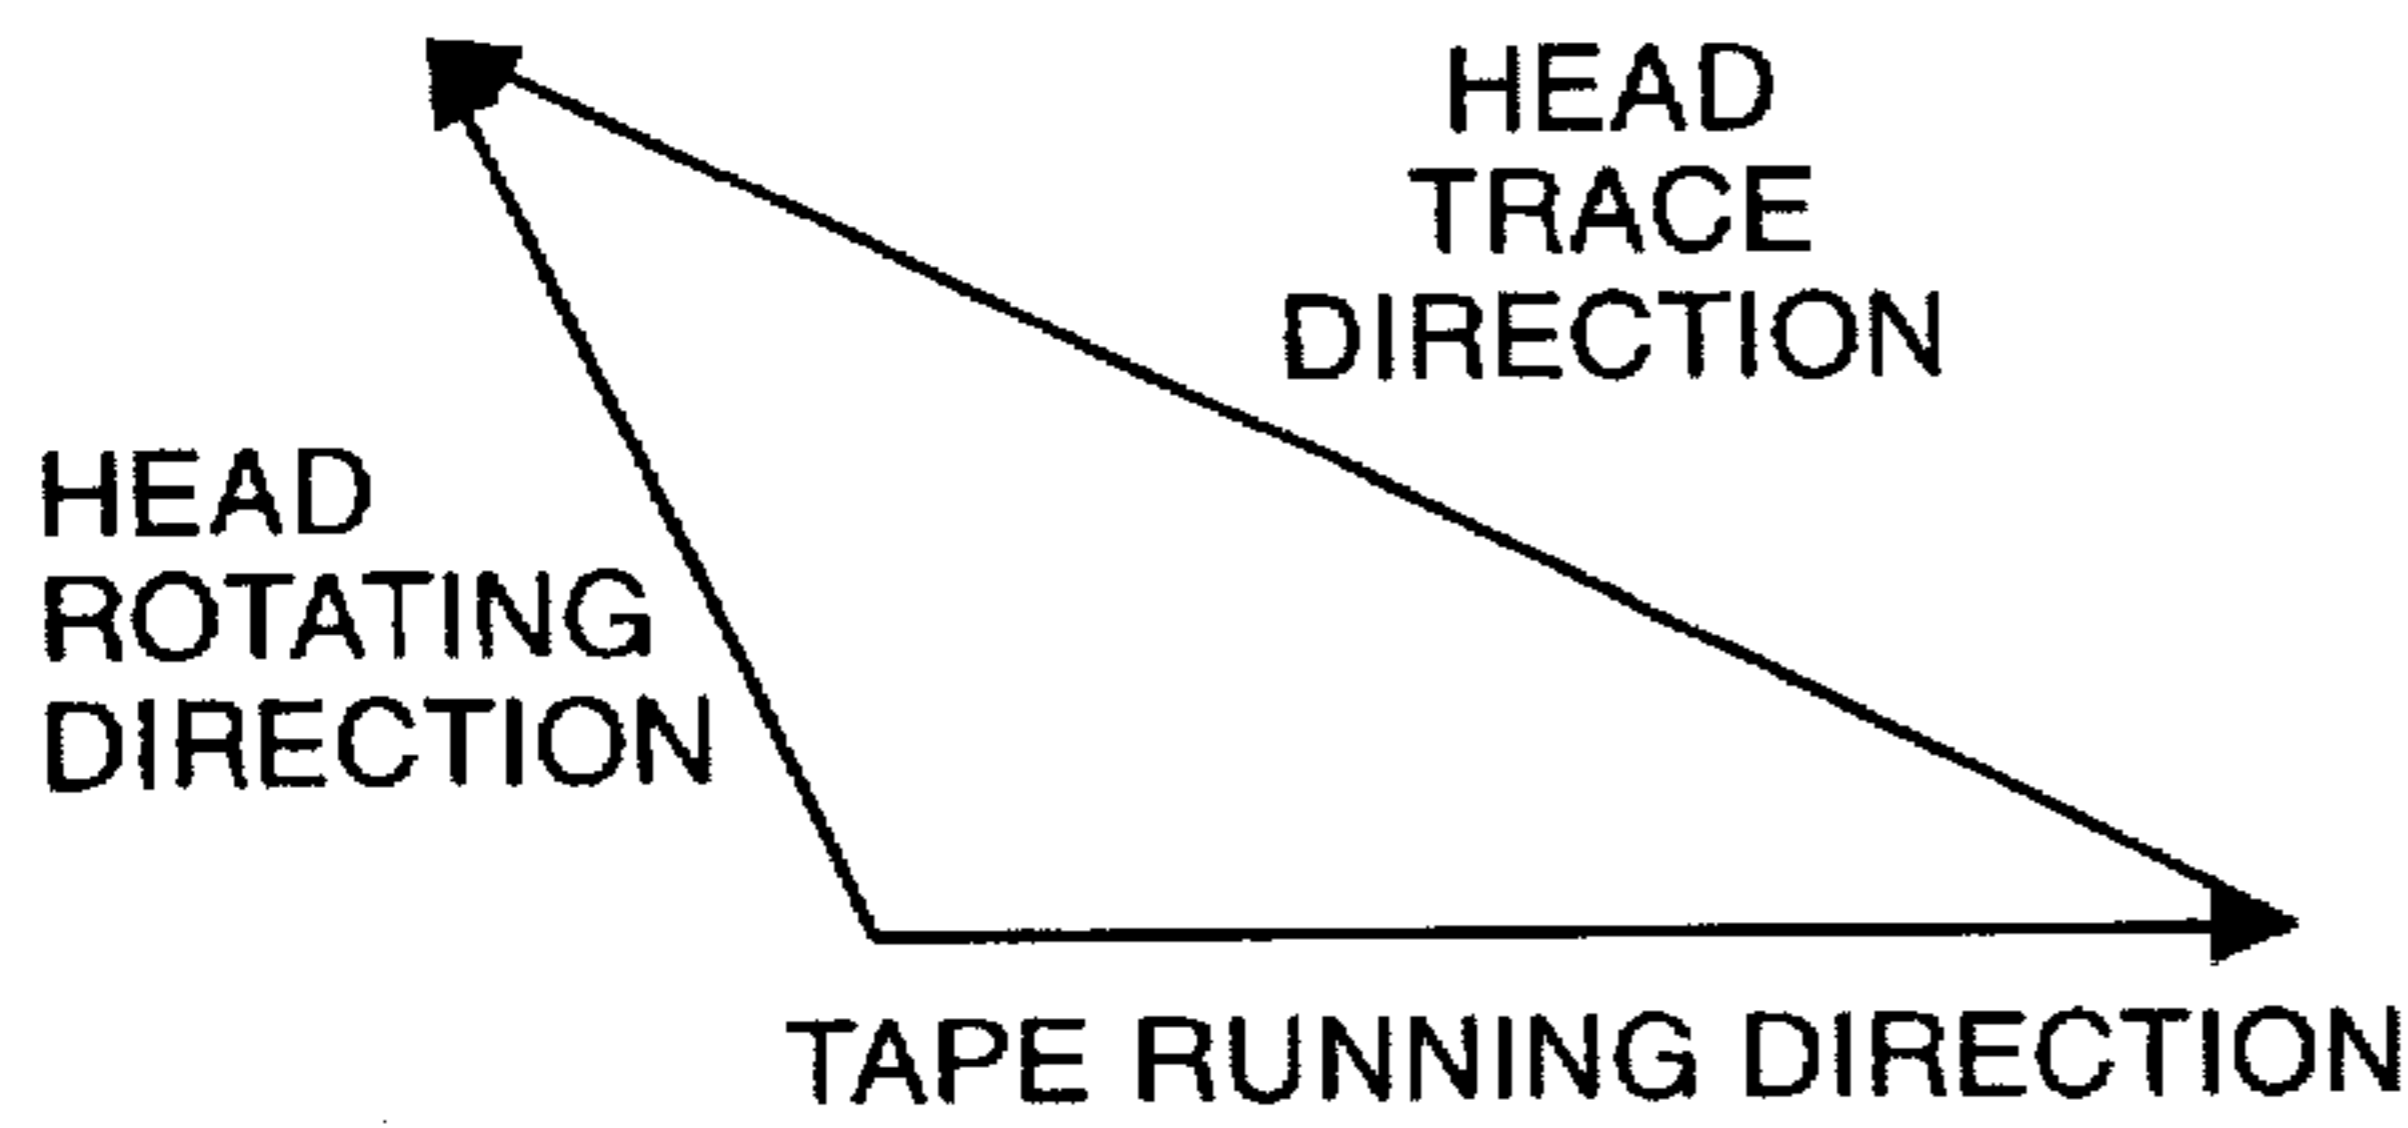 HEAD
TRACE
DIRECTION
HEAD
ROTATING
DIRECTION
TAPE RUNNING DIRECTION